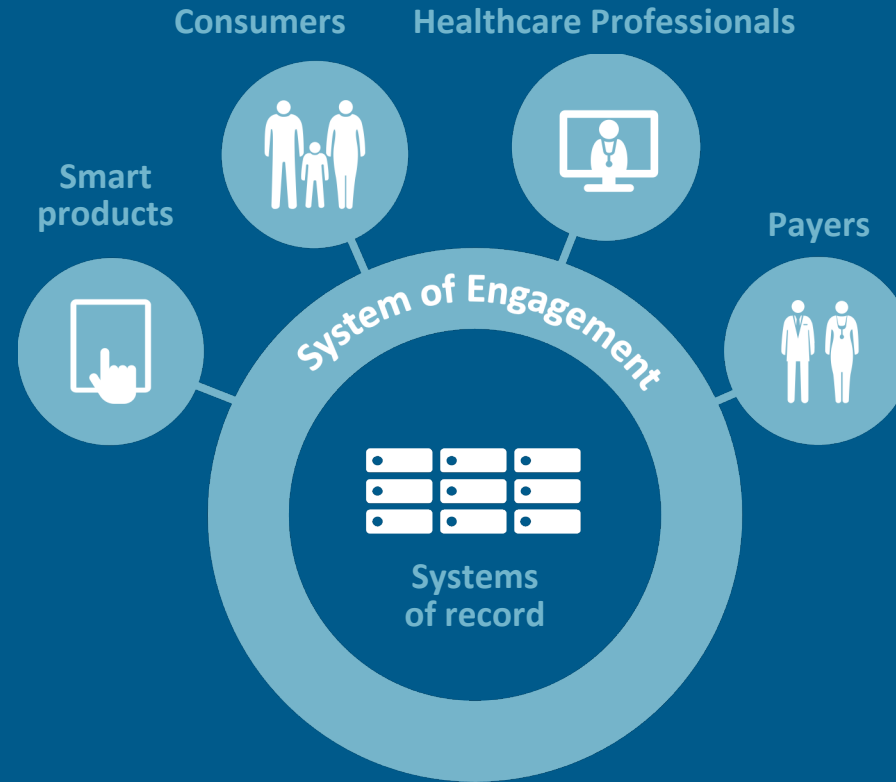 Consumers
Healthcare Professionals
Smart
products
Payers
System of Engagement
Systems
of record